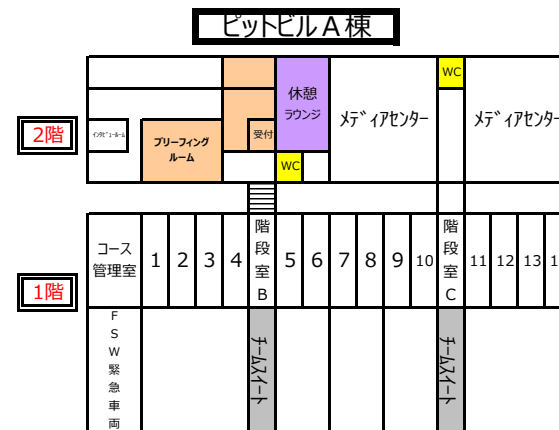 ピットビルA棟
WC
休憩
ラウンジ
メディアセンター
メディアセンター
2階
インタビュールーム
ブリーフィング
ルーム
受付
WC
コース
管理室
1
2
3
4
階段室B
5
6
7
8
9
10
階段室C
11
12
13
1階
FSW緊急車両
チームスイート
チームスイート